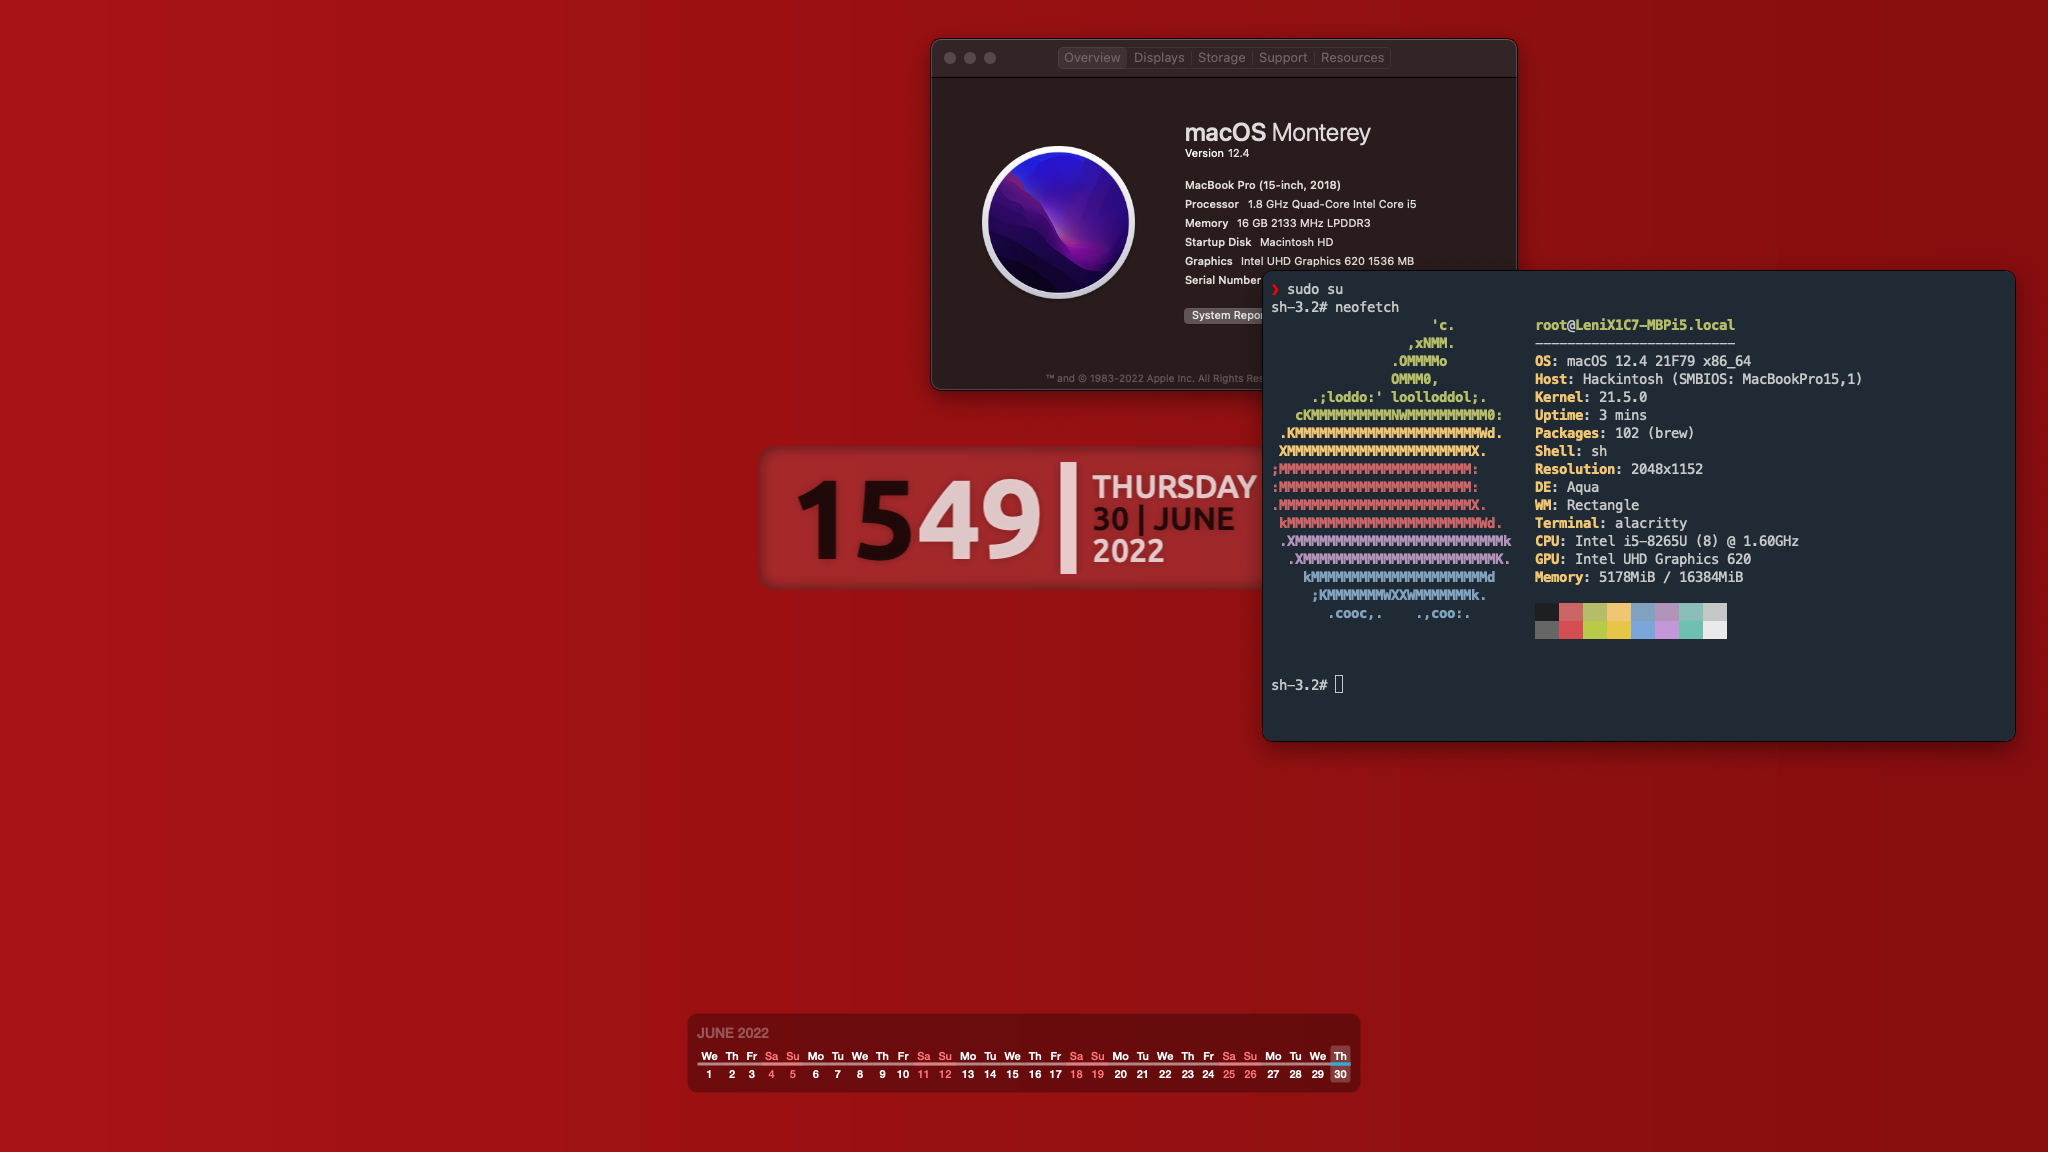 Overview Displays Storage Support Resources
macOS Monterey
Version 12.4
MacBook Pro (15-inch, 2018)
Processor 1.8 GHz Quad-Core Intel Core i5
Memory 16 GB 2133 MHz LPDDR3
Startup Disk Macintosh HD
Graphics Intel UHD Graphics 620 1536 MB
Serial Number
System Repor
™ and © 1983-2022 Apple Inc. All Rights Res
❯ sudo su
sh-3.2# neofetch
'c.
,xNMM.
.OMMMMo
OMMM0,
.;loddo:' loolloddol;.
cKMMMMMMMMMMNWMMMMMMMMMM0:
.KMMMMMMMMMMMMMMMMMMMMMMMWd.
XMMMMMMMMMMMMMMMMMMMMMMMX.
;MMMMMMMMMMMMMMMMMMMMMMMM:
:MMMMMMMMMMMMMMMMMMMMMMMM:
.MMMMMMMMMMMMMMMMMMMMMMMMX.
kMMMMMMMMMMMMMMMMMMMMMMMMWd.
.XMMMMMMMMMMMMMMMMMMMMMMMMMMk
.XMMMMMMMMMMMMMMMMMMMMMMMMK.
kMMMMMMMMMMMMMMMMMMMMMMd
;KMMMMMMMWXXWMMMMMMMk.
.cooc,. .,coo:.
root@LeniX1C7-MBPi5.local
-------------------------
OS: macOS 12.4 21F79 x86_64
Host: Hackintosh (SMBIOS: MacBookPro15,1)
Kernel: 21.5.0
Uptime: 3 mins
Packages: 102 (brew)
Shell: sh
Resolution: 2048x1152
DE: Aqua
WM: Rectangle
Terminal: alacritty
CPU: Intel i5-8265U (8) @ 1.60GHz
GPU: Intel UHD Graphics 620
Memory: 5178MiB / 16384MiB
sh-3.2#
1549
THURSDAY
30 | JUNE
2022
JUNE 2022
We Th Fr Sa Su Mo Tu We Th Fr Sa Su Mo Tu We Th Fr Sa Su Mo Tu We Th Fr Sa Su Mo Tu We Th
1 2 3 4 5 6 7 8 9 10 11 12 13 14 15 16 17 18 19 20 21 22 23 24 25 26 27 28 29 30